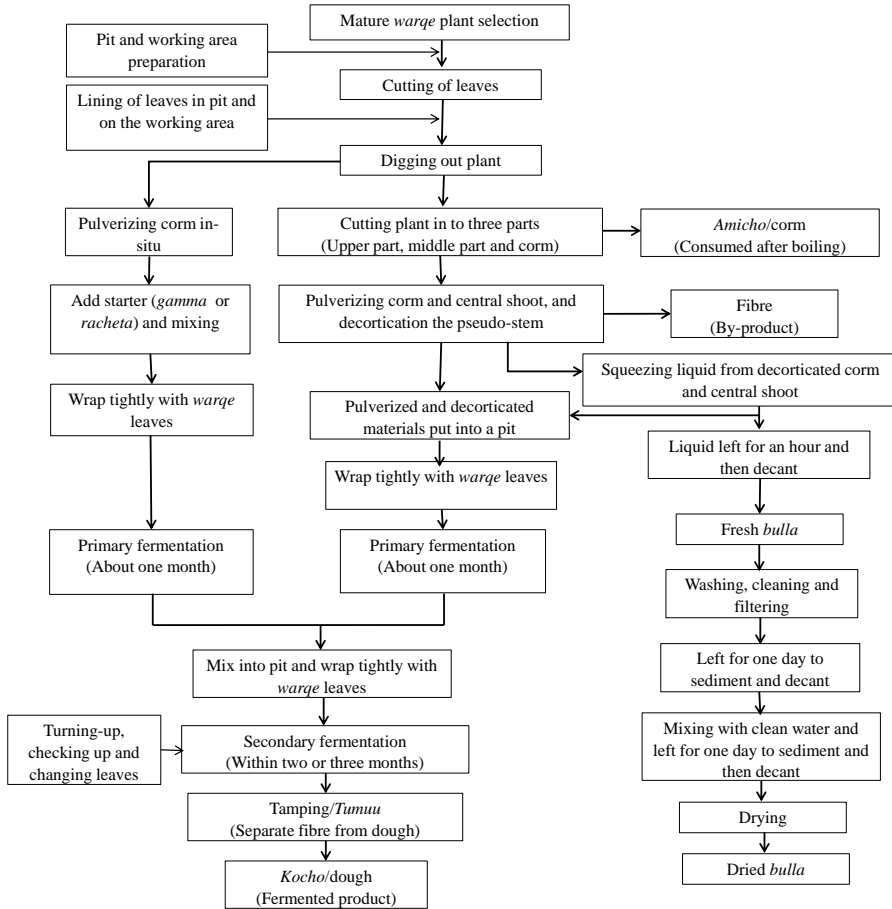 Mature warqe plant selection
Pit and working area
preparation
Cutting of leaves
Lining of leaves in pit and
on the working area
Digging out plant
Pulverizing corm in-
situ
Cutting plant in to three parts
(Upper part, middle part and corm)
Amicho/corm
(Consumed after boiling)
Add starter (gamma or
racheta) and mixing
Pulverizing corm and central shoot, and
decortication the pseudo-stem
Fibre
(By-product)
Squeezing liquid from decorticated corm
and central shoot
Wrap tightly with warqe
leaves
Pulverized and decorticated
materials put into a pit
Liquid left for an hour and
then decant
Wrap tightly with warqe leaves
Fresh bulla
Primary fermentation
(About one month)
Primary fermentation
(About one month)
Washing, cleaning and
filtering
Mix into pit and wrap tightly with
warqe leaves
Left for one day to
sediment and decant
Turning-up,
checking up and
changing leaves
Secondary fermentation
(Within two or three months)
Mixing with clean water and
left for one day to sediment and
then decant
Tamping/Tumuu
(Separate fibre from dough)
Drying
Kocho/dough
(Fermented product)
Dried bulla